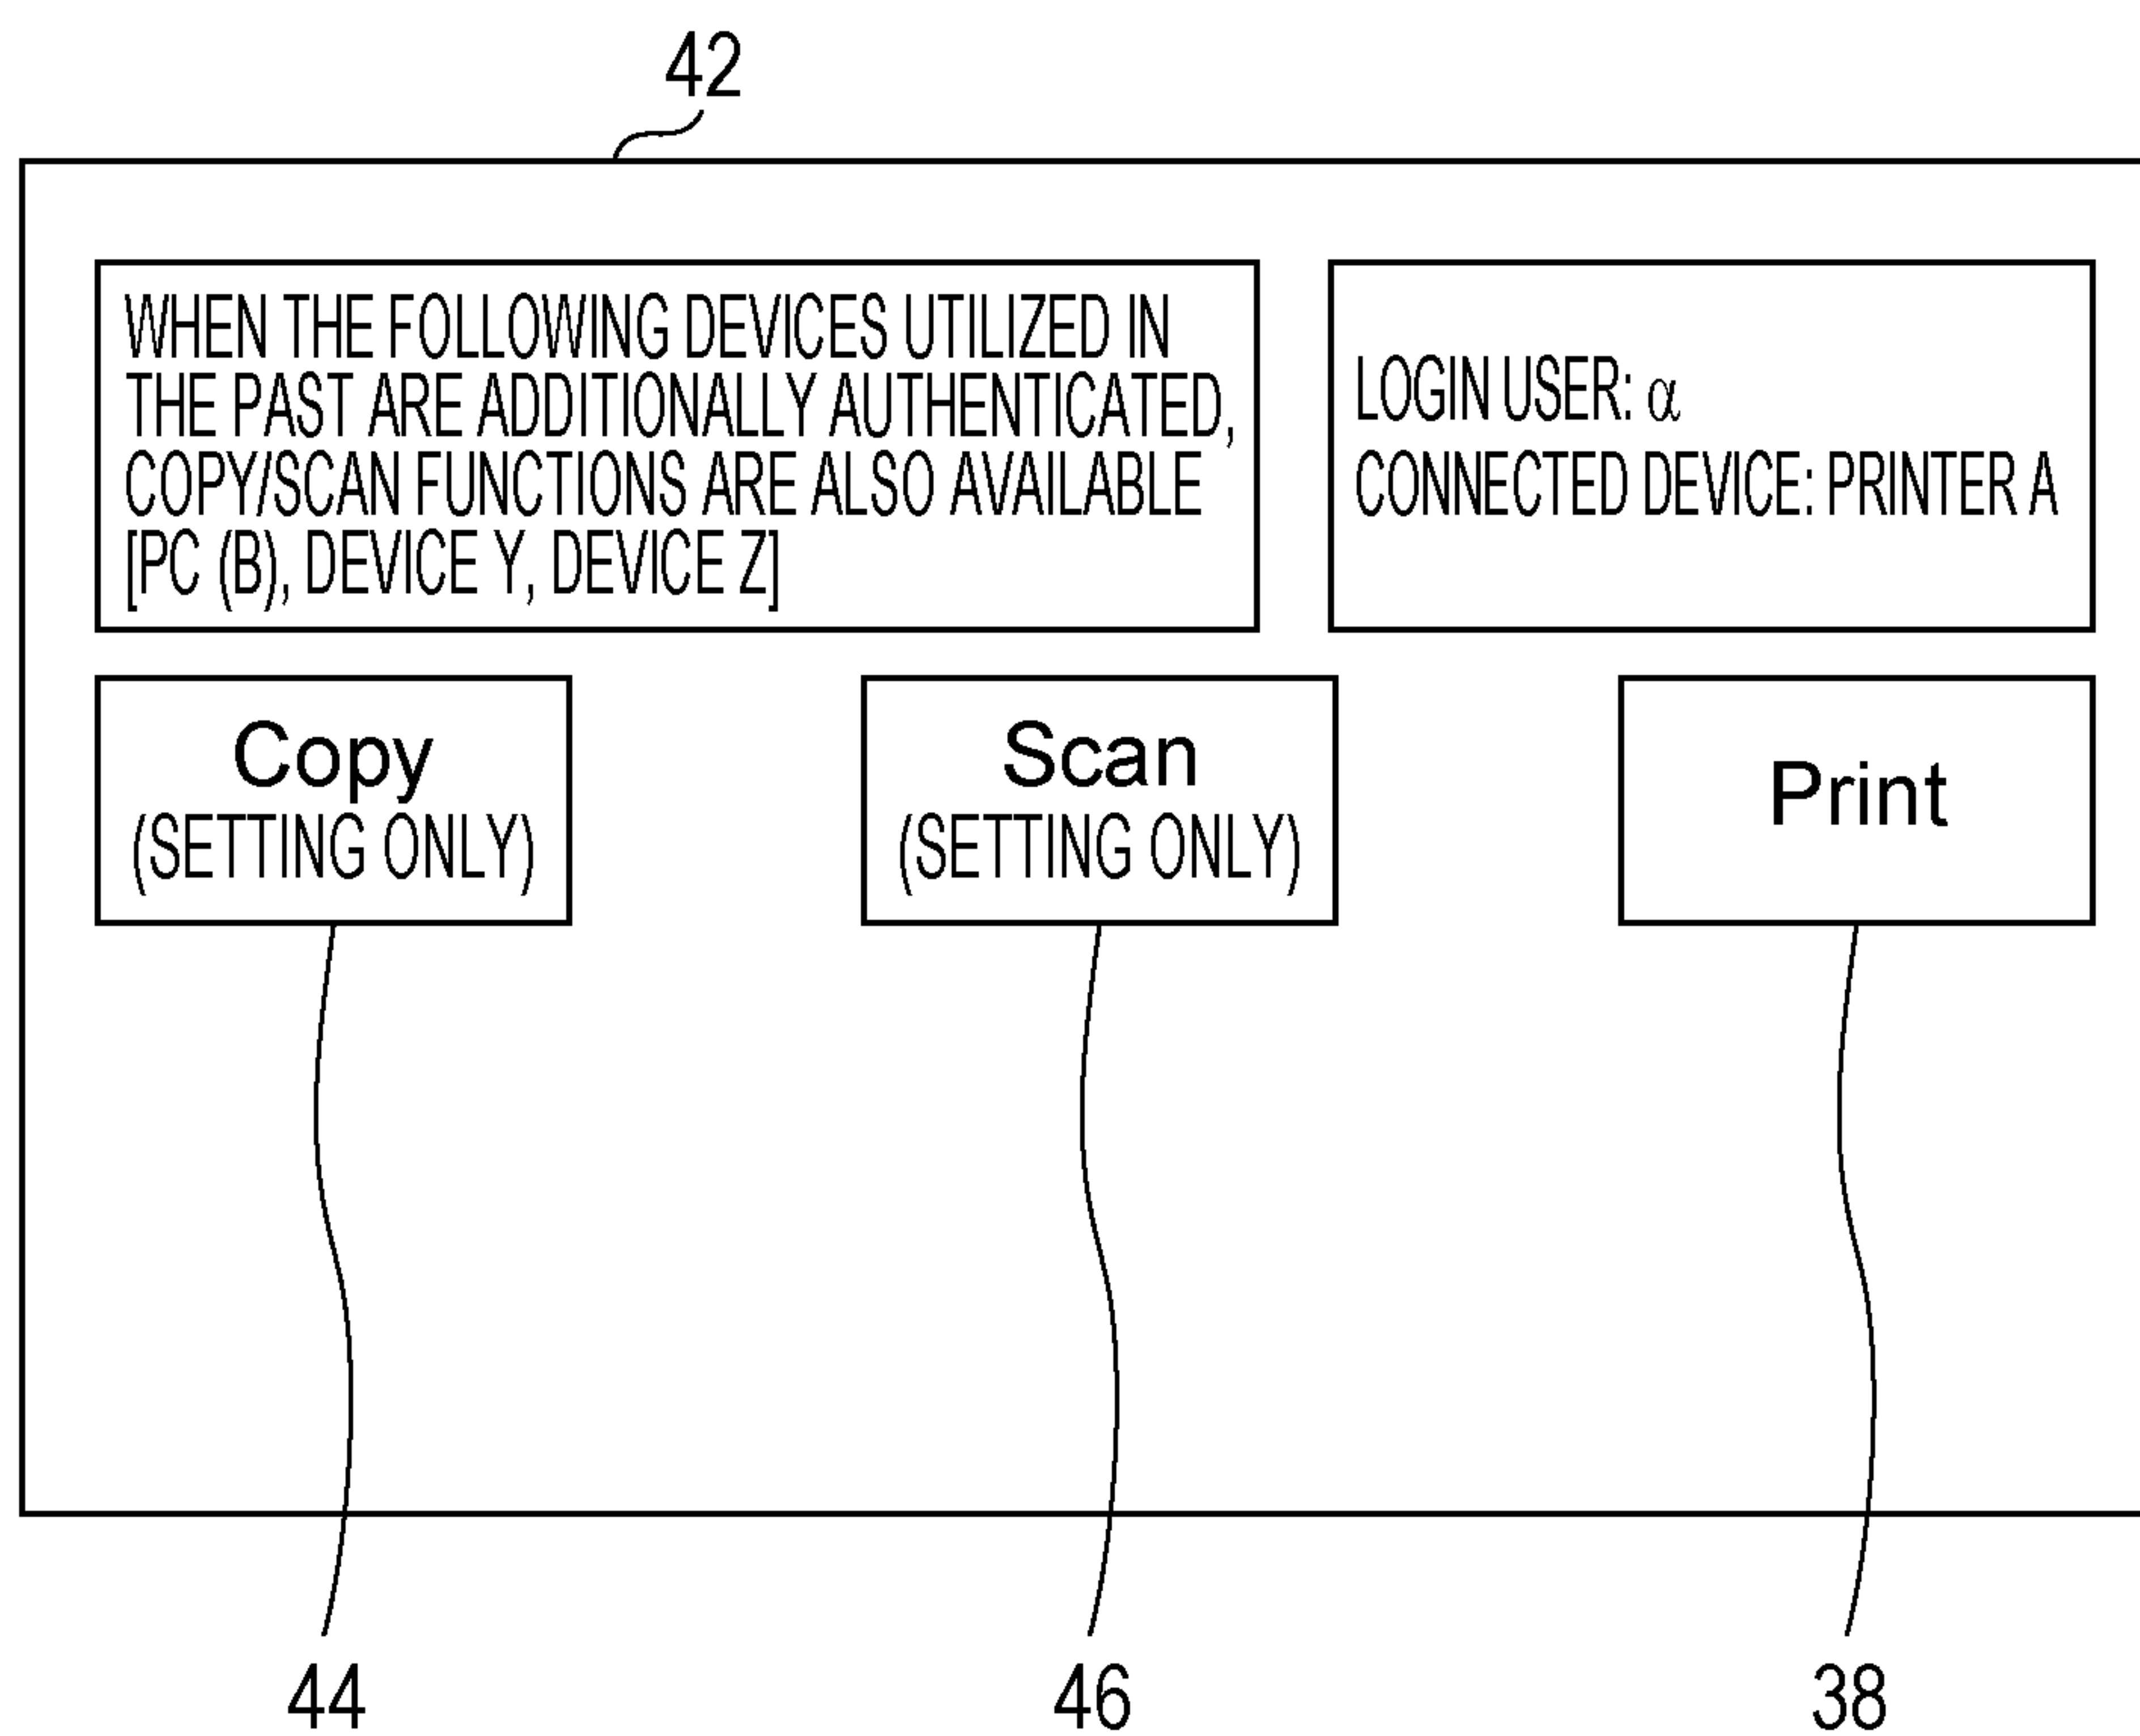 42
WHEN THE FOLLOWING DEVICES UTILIZED IN
THE PAST ARE ADDITIONALLY AUTHENTICATED,
COPY/SCAN FUNCTIONS ARE ALSO AVAILABLE
[PC (B), DEVICE Y, DEVICE Z]
LOGIN USER: α
CONNECTED DEVICE: PRINTER A
Copy
(SETTING ONLY)
Scan
(SETTING ONLY)
Print
44
46
38